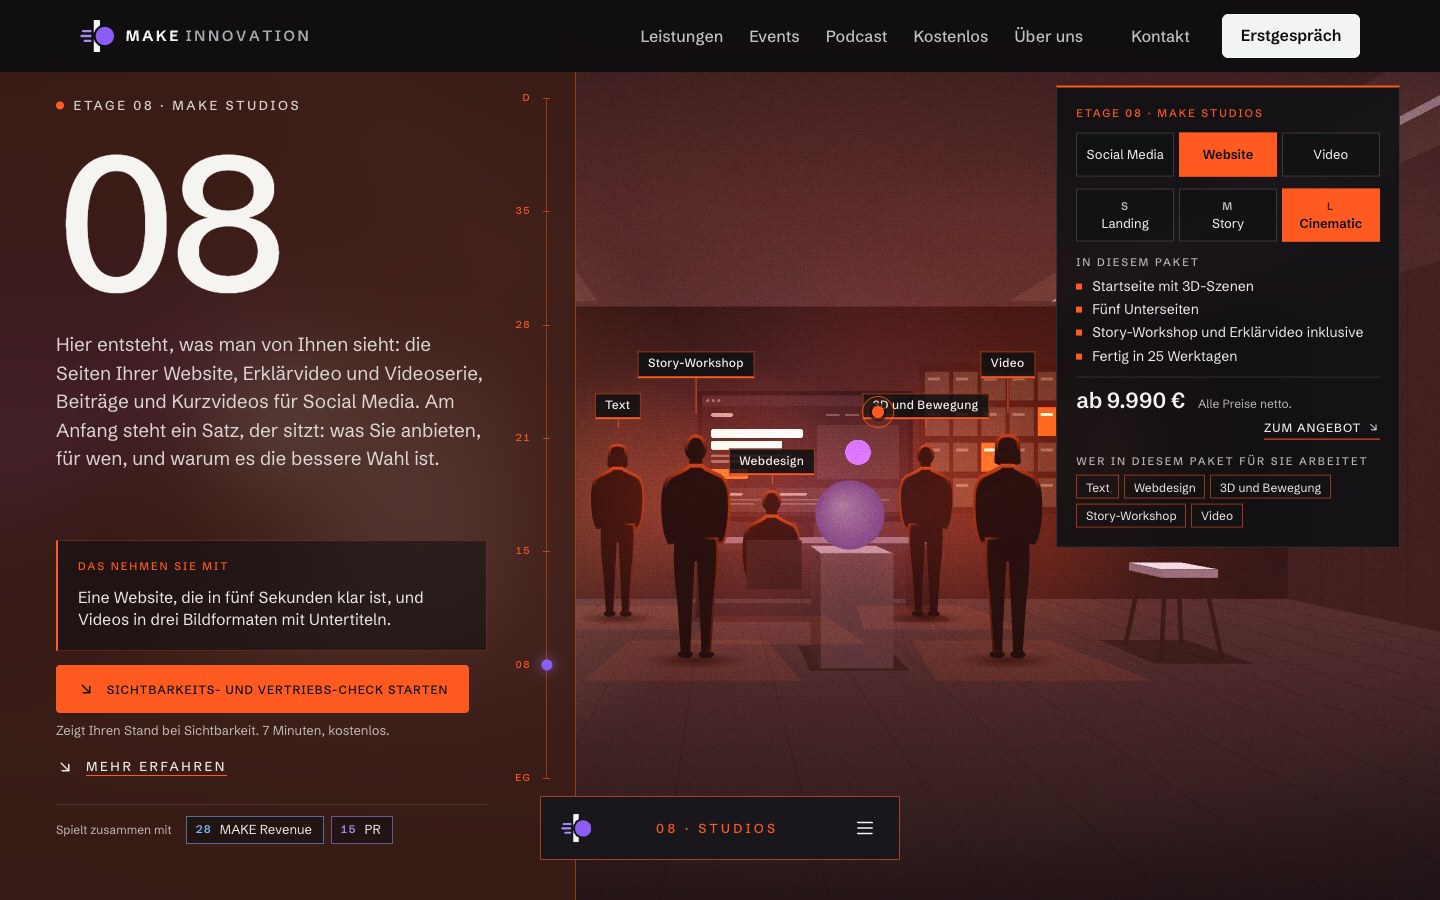 MAKE INNOVATION
Leistungen Events Podcast Kostenlos Über uns Kontakt Erstgespräch
ETAGE 08 · MAKE STUDIOS
08
Hier entsteht, was man von Ihnen sieht: die
Seiten Ihrer Website, Erklärvideo und Videoserie,
Beiträge und Kurzvideos für Social Media. Am
Anfang steht ein Satz, der sitzt: was Sie anbieten,
für wen, und warum es die bessere Wahl ist.
DAS NEHMEN SIE MIT
Eine Website, die in fünf Sekunden klar ist, und
Videos in drei Bildformaten mit Untertiteln.
SICHTBARKEITS- UND VERTRIEBS-CHECK STARTEN
Zeigt Ihren Stand bei Sichtbarkeit. 7 Minuten, kostenlos.
MEHR ERFAHREN
Spielt zusammen mit 28 MAKE Revenue 15 PR
D
35
28
21
15
08
EG
Story-Workshop
Video
Text
3D und Bewegung
Webdesign
08 · STUDIOS
ETAGE 08 · MAKE STUDIOS
Social Media Website Video
S M L
Landing Story Cinematic
IN DIESEM PAKET
Startseite mit 3D-Szenen
Fünf Unterseiten
Story-Workshop und Erklärvideo inklusive
Fertig in 25 Werktagen
ab 9.990 € Alle Preise netto.
ZUM ANGEBOT
WER IN DIESEM PAKET FÜR SIE ARBEITET
Text Webdesign 3D und Bewegung
Story-Workshop Video